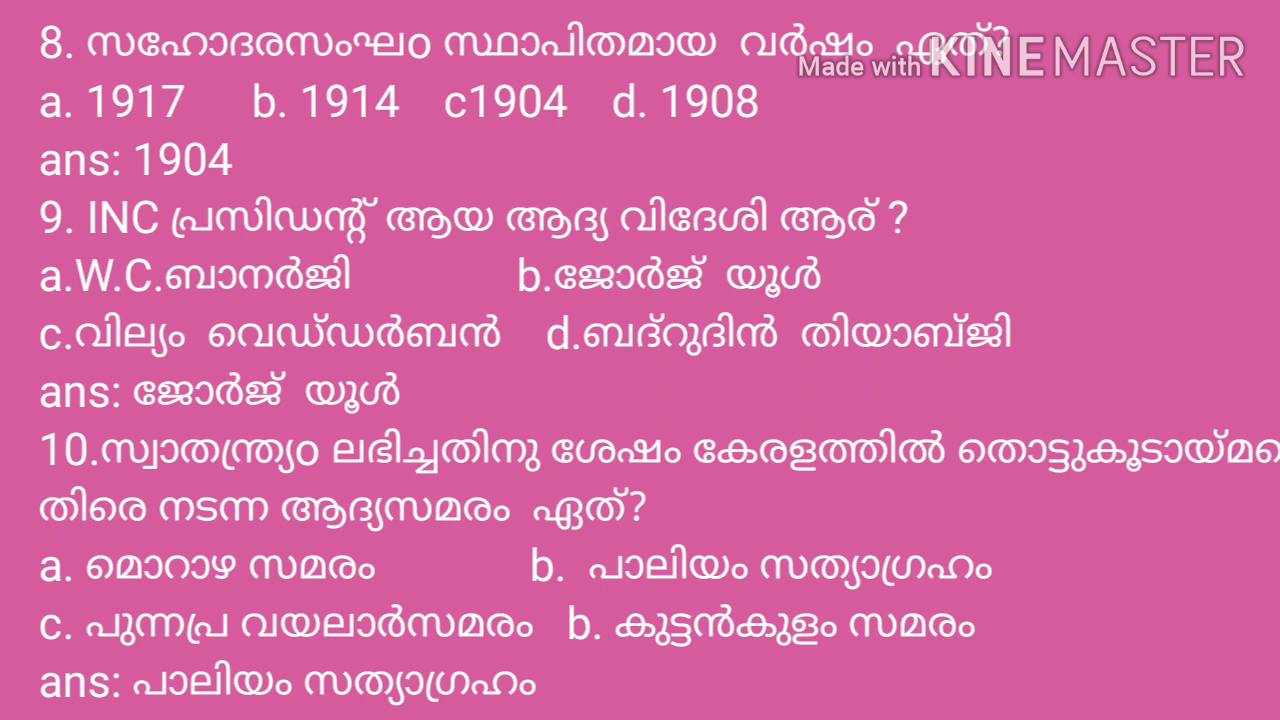 8. സഹോദരസംഘo സ്ഥാപിതമായ വർഷം ഏത്?
Made with KINEMASTER
a. 1917 b. 1914 c1904 d. 1908
ans: 1904
9. INC പ്രസിഡന്റ് ആയ ആദ്യ വിദേശി ആര് ?
a.W.C.ബാനർജി b.ജോർജ് യൂൾ
c.വില്യം വെഡ്ഡർബൻ d.ബദ്റുദിൻ തിയാബ്ജി
ans: ജോർജ് യൂൾ
10.സ്വാതന്ത്ര്യo ലഭിച്ചതിനു ശേഷം കേരളത്തിൽ തൊട്ടുകൂടായ്മ
തിരെ നടന്ന ആദ്യസമരം ഏത്?
a. മൊറാഴ സമരം b. പാലിയം സത്യാഗ്രഹം
c. പുന്നപ്ര വയലാർസമരം b. കുട്ടൻകുളം സമരം
ans: പാലിയം സത്യാഗ്രഹം